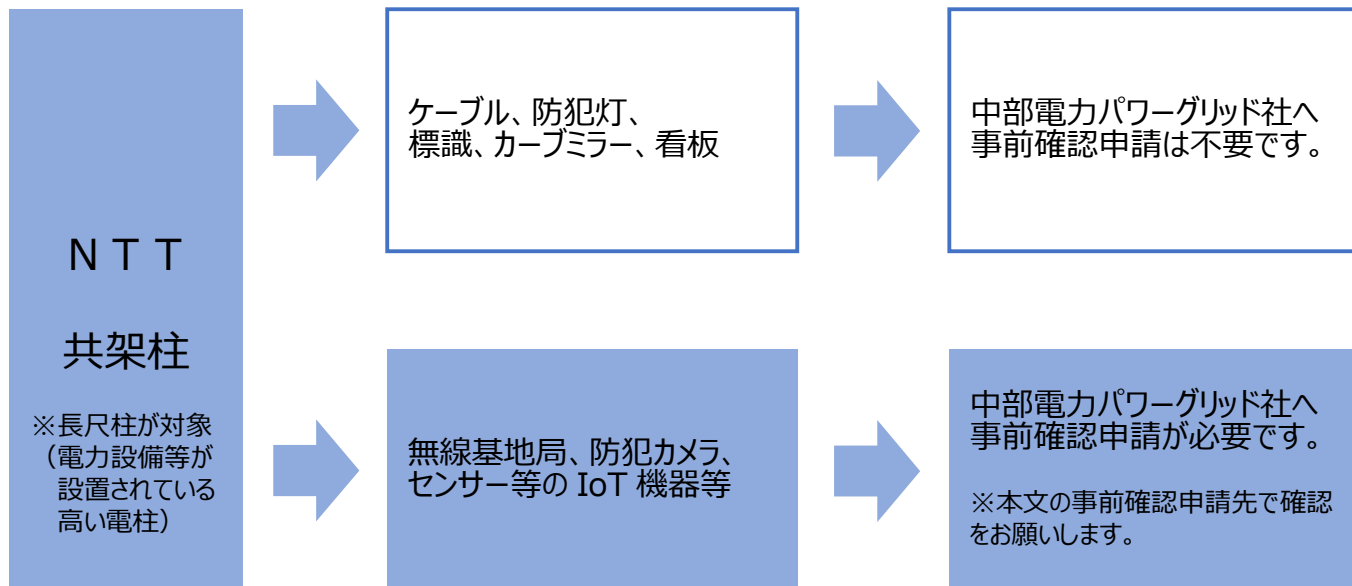 ＮＴＴ
共架柱
※長尺柱が対象
（電力設備等が
設置されている
高い電柱）
ケーブル、防犯灯、
標識、カーブミラー、看板
中部電力パワーグリッド社へ
事前確認申請は不要です。
無線基地局、防犯カメラ、
センサー等の IoT 機器等
中部電力パワーグリッド社へ
事前確認申請が必要です。
※本文の事前確認申請先で確認
をお願いします。